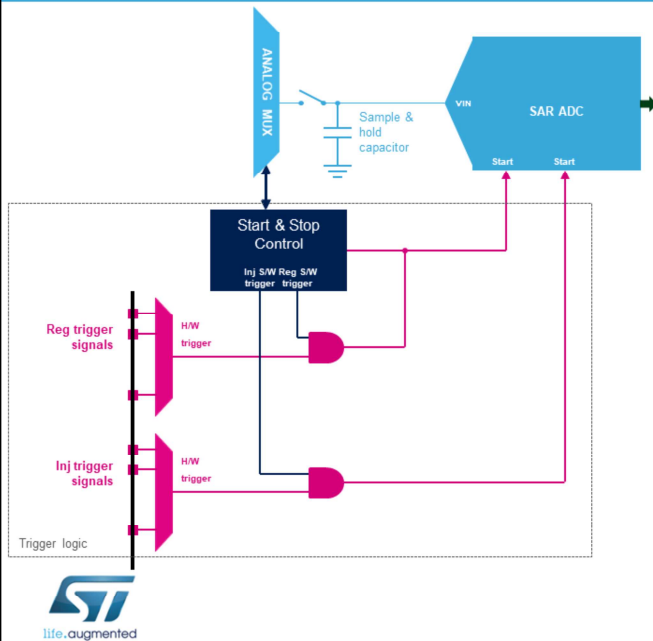 ANALOG MUX
Sample &
hold
capacitor
VIN
SAR ADC
Start
Start
Start & Stop
Control
Inj S/W Reg S/W
trigger trigger
Reg trigger
signals
H/W
trigger
Inj trigger
signals
H/W
trigger
Trigger logic
ST
life.augmented